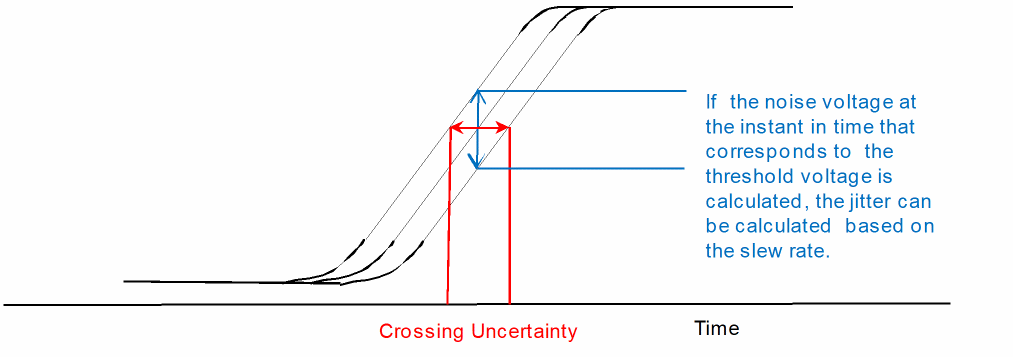 If the noise voltage at
the instant in time that
corresponds to the
threshold voltage is
calculated, the jitter can
be calculated based on
the slew rate.
Crossing Uncertainty
Time